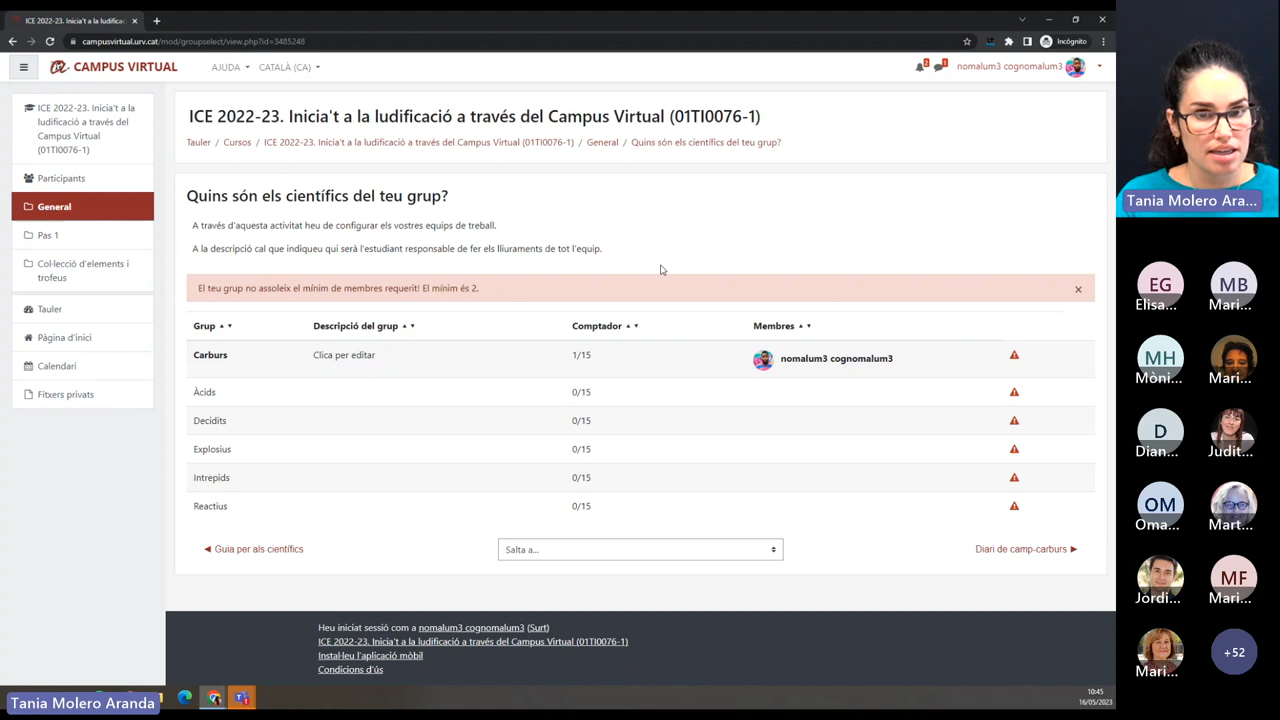 ICE 2022-23. Inicia't a la ludificac
campusvirtual.urv.cat/mod/groupselect/view.php?id=3485248
Incógnito
CAMPUS VIRTUAL
AJUDA
CATALÀ (CA)
2
1
nomalum3 cognomalum3
ICE 2022-23. Inicia't a la
ludificació a través del
Campus Virtual
(01TI0076-1)
Participants
General
Pas 1
Col·lecció d'elements i
trofeus
Tauler
Pàgina d'inici
Calendari
Fitxers privats
ICE 2022-23. Inicia't a la ludificació a través del Campus Virtual (01TI0076-1)
Tauler / Cursos / ICE 2022-23. Inicia't a la ludificació a través del Campus Virtual (01TI0076-1) / General / Quins són els científics del teu grup?
Quins són els científics del teu grup?
A través d'aquesta activitat heu de configurar els vostres equips de treball.
A la descripció cal que indiqueu qui serà l'estudiant responsable de fer els lliuraments de tot l'equip.
El teu grup no assoleix el mínim de membres requerit! El mínim és 2.
×
Grup Descripció del grup Comptador Membres
Carburs Clica per editar 1/15 nomalum3 cognomalum3
Àcids 0/15
Decidits 0/15
Explosius 0/15
Intrepids 0/15
Reactius 0/15
◄ Guia per als científics
Salta a...
Diari de camp-carburs ►
Heu iniciat sessió com a nomalum3 cognomalum3 (Surt)
ICE 2022-23. Inicia't a la ludificació a través del Campus Virtual (01TI0076-1)
Instal·leu l'aplicació mòbil
Condicions d'ús
Tania Molero Aranda
10:45
16/05/2023
Tania Molero Ara...
EG
Elisa...
MB
Mari...
MH
Mòni...
Mari...
D
Dian...
Judit...
OM
Oma...
Mart...
Jordi...
MF
Mari...
Mari...
+52